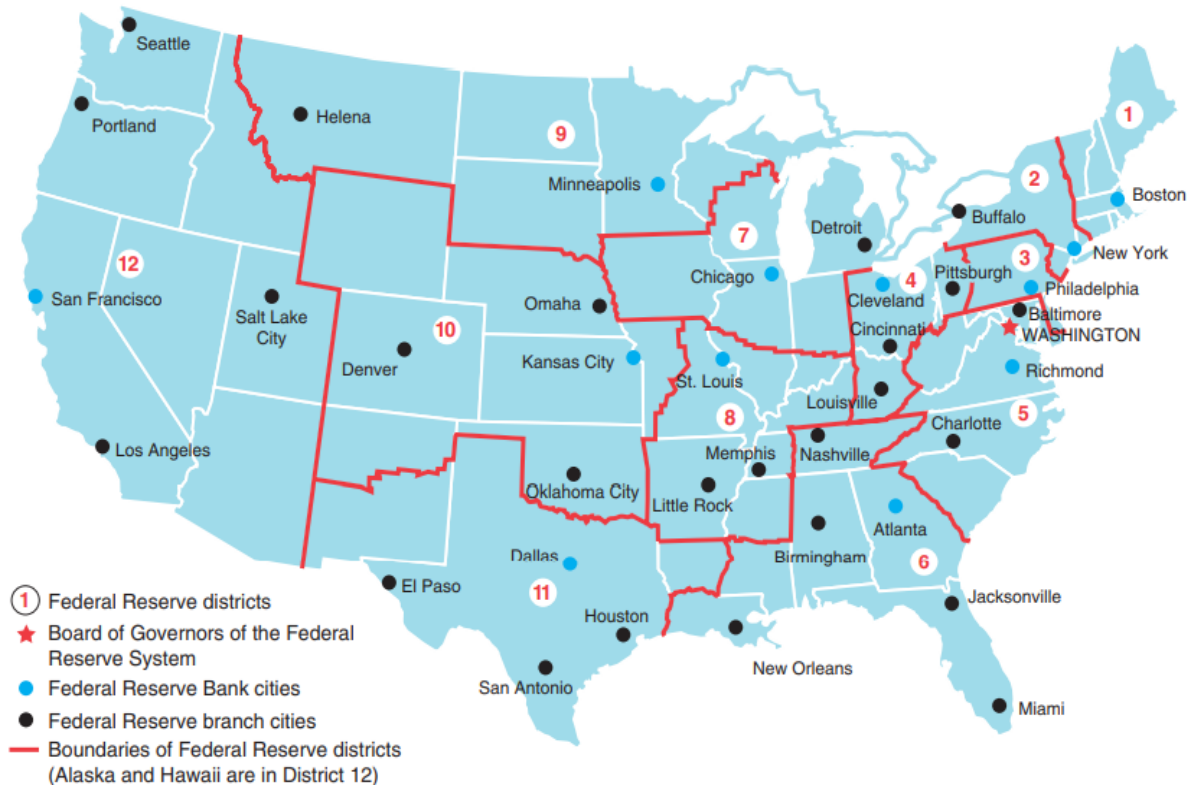 Seattle
Portland
Helena
9
Minneapolis
1
2
Boston
Buffalo
Detroit
7
12
San Francisco
Salt Lake
City
Chicago
4
3
Pittsburgh
New York
Cleveland
Philadelphia
Omaha
10
Denver
Kansas City
St. Louis
Cincinnati
Baltimore
WASHINGTON
Richmond
Louisville
8
5
Charlotte
Los Angeles
Memphis
Nashville
Oklahoma City
Little Rock
Atlanta
Birmingham
Dallas
6
El Paso
11
Houston
Jacksonville
San Antonio
New Orleans
Miami
1 Federal Reserve districts
Board of Governors of the Federal
Reserve System
Federal Reserve Bank cities
Federal Reserve branch cities
Boundaries of Federal Reserve districts
(Alaska and Hawaii are in District 12)